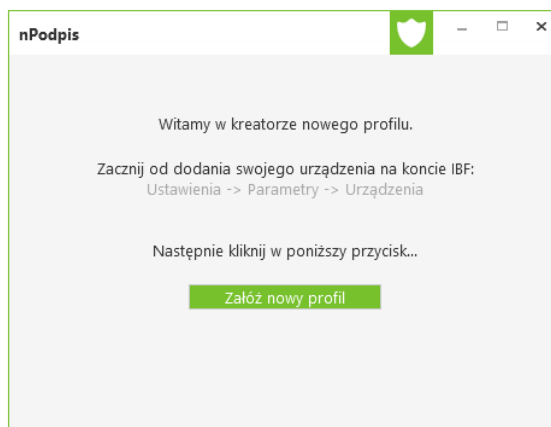 nPodpis
Witamy w kreatorze nowego profilu.
Zacznij od dodania swojego urządzenia na koncie IBF:
Ustawienia -> Parametry -> Urządzenia
Następnie kliknij w poniższy przycisk...
Załóż nowy profil